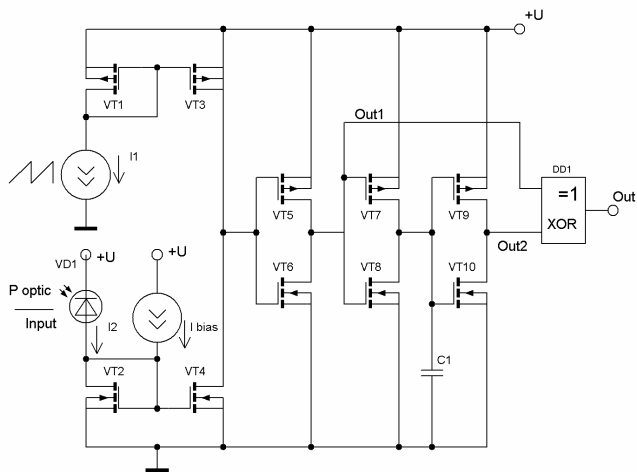 +U
VT1
VT3
I1
Out1
DD1
=1
XOR
Out
VT5
VT7
VT9
Out2
VT6
VT8
VT10
VD1
+U
+U
P optic
Input
I2
I bias
VT2
VT4
C1